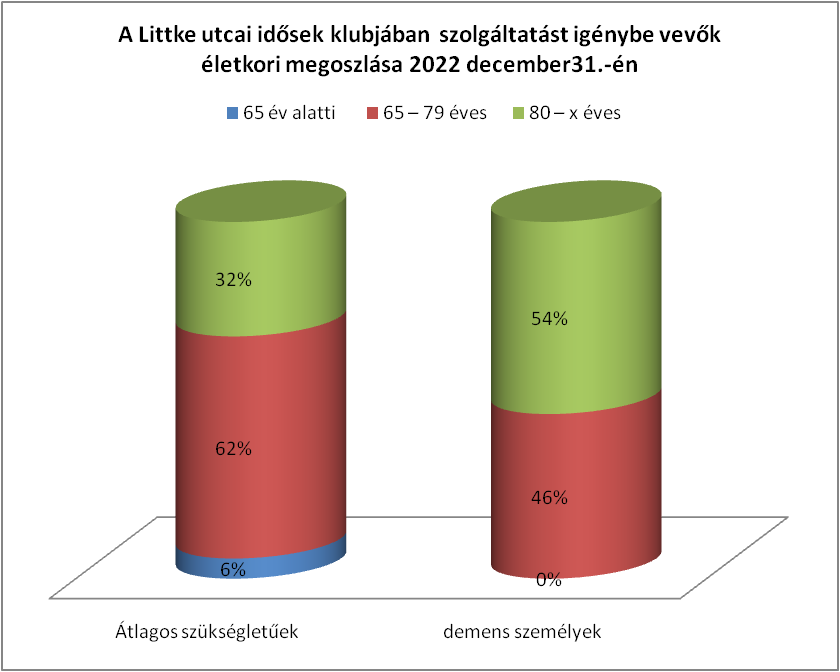 A Littke utcai idősek klubjában szolgáltatást igénybe vevők
életkori megoszlása 2022 december31.-én
65 év alatti 65 – 79 éves 80 – x éves
32%
54%
62%
46%
6%
0%
Átlagos szükségletűek demens személyek